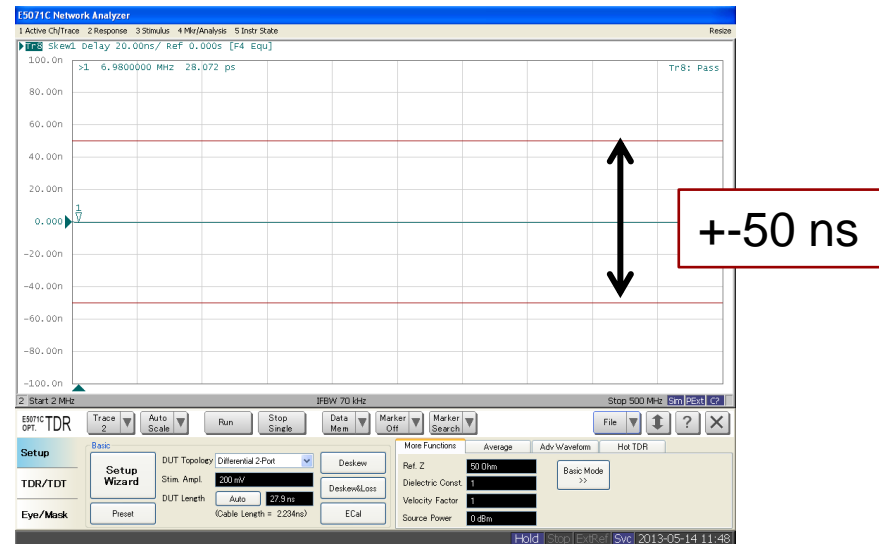 E5071C Network Analyzer
1 Active Ch/Trace 2 Response 3 Stimulus 4 Mkr/Analysis 5 Instr State Resize
Tr8 Skew1 Delay 20.00ns/ Ref 0.000s [F4 Equ]
100.0n
>1 6.9800000 MHz 28.072 ps Tr8: Pass
80.00n
60.00n
40.00n
20.00n
1
0.000
+-50 ns
-20.00n
-40.00n
-60.00n
-80.00n
-100.0n
2 Start 2 MHz IFBW 70 kHz Stop 500 MHz Sim PExt C?
E5071C OPT. TDR Trace 2 Auto Scale Run Stop Single Data Mem Marker Off Marker Search File ? X
Setup Basic More Functions Average Adv Waveform Hot TDR
Setup Wizard DUT Topology Differential 2-Port Deskew Ref. Z 50 Ohm Basic Mode >>
TDR/TDT Stim. Ampl. 200 mV Deskew&Loss Dielectric Const. 1
DUT Length Auto 27.9 ns Velocity Factor 1
Eye/Mask Preset (Cable Length = 2.234ns) ECal Source Power 0 dBm
Hold Stop ExtRef Svc 2013-05-14 11:48